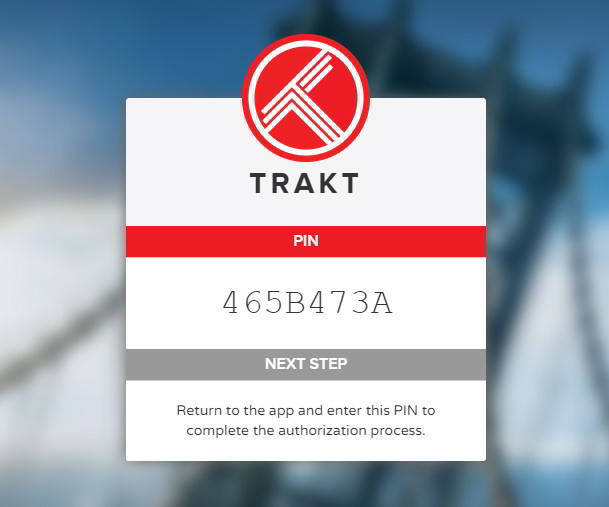 TRAKT
PIN
465B473A
NEXT STEP
Return to the app and enter this PIN to
complete the authorization process.